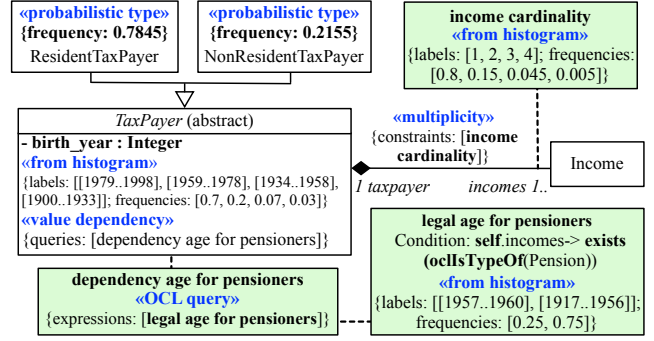 «probabilistic type»
{frequency: 0.7845}
ResidentTaxPayer
«probabilistic type»
{frequency: 0.2155}
NonResidentTaxPayer
income cardinality
«from histogram»
{labels: [1, 2, 3, 4]; frequencies:
[0.8, 0.15, 0.045, 0.005]}
TaxPayer (abstract)
- birth_year : Integer
«from histogram»
{labels: [[1979..1998], [1959..1978], [1934..1958],
[1900..1933]]; frequencies: [0.7, 0.2, 0.07, 0.03]}
«value dependency»
{queries: [dependency age for pensioners]}
«multiplicity»
{constraints: [income
cardinality]}
1 taxpayer
incomes 1..
Income
legal age for pensioners
Condition: self.incomes-> exists
(oclIsTypeOf(Pension))
«from histogram»
{labels: [[1957..1960], [1917..1956]];
frequencies: [0.25, 0.75]}
dependency age for pensioners
«OCL query»
{expressions: [legal age for pensioners]}